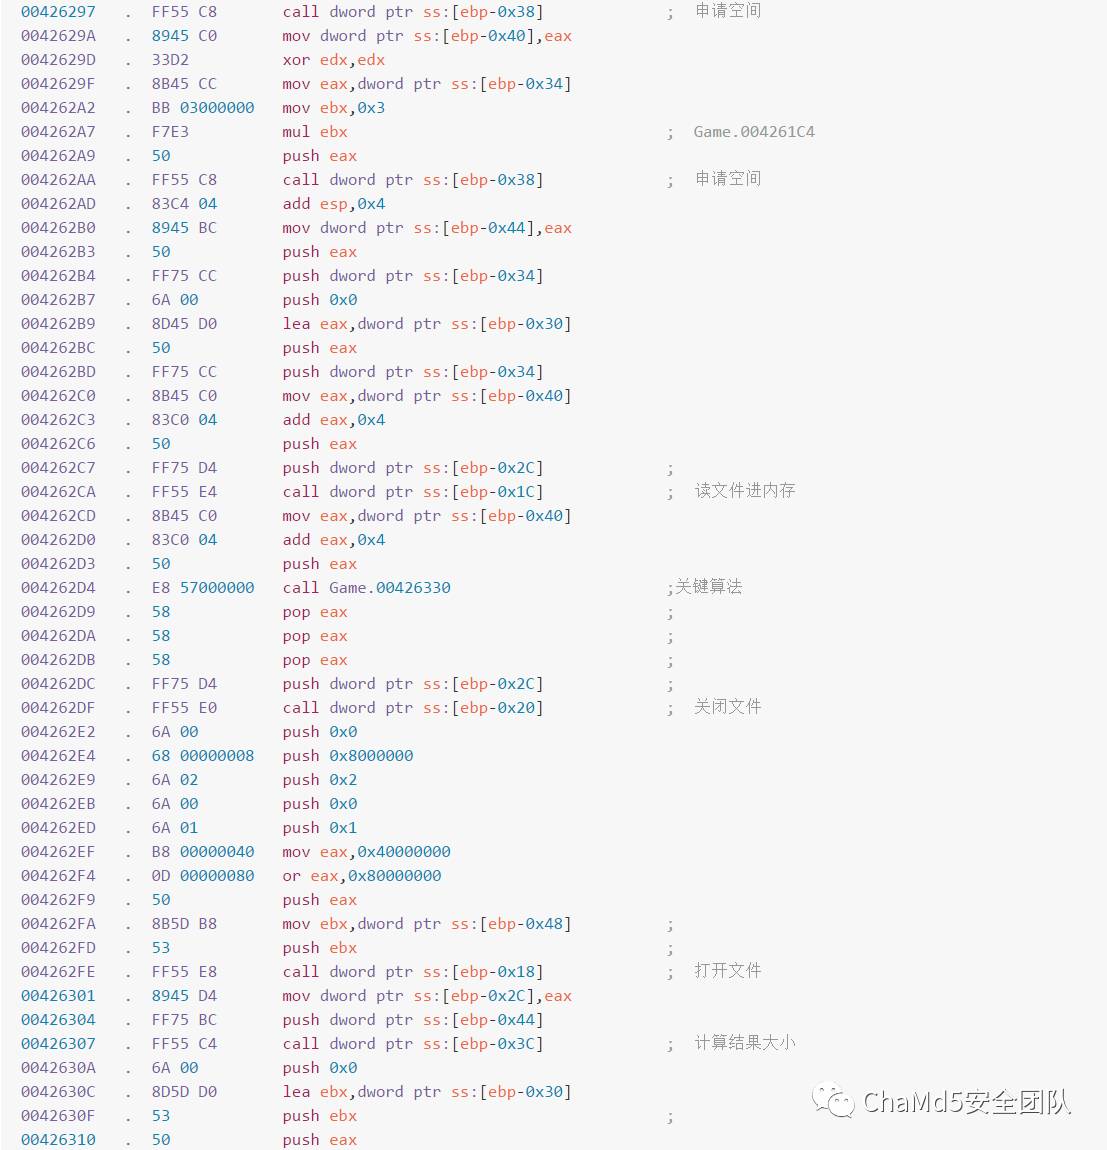 00426297 . FF55 C8 call dword ptr ss:[ebp-0x38] ; 申请空间
0042629A . 8945 C0 mov dword ptr ss:[ebp-0x40],eax
0042629D . 33D2 xor edx,edx
0042629F . 8B45 CC mov eax,dword ptr ss:[ebp-0x34]
004262A2 . BB 03000000 mov ebx,0x3
004262A7 . F7E3 mul ebx ; Game.004261C4
004262A9 . 50 push eax
004262AA . FF55 C8 call dword ptr ss:[ebp-0x38] ; 申请空间
004262AD . 83C4 04 add esp,0x4
004262B0 . 8945 BC mov dword ptr ss:[ebp-0x44],eax
004262B3 . 50 push eax
004262B4 . FF75 CC push dword ptr ss:[ebp-0x34]
004262B7 . 6A 00 push 0x0
004262B9 . 8D45 D0 lea eax,dword ptr ss:[ebp-0x30]
004262BC . 50 push eax
004262BD . FF75 CC push dword ptr ss:[ebp-0x34]
004262C0 . 8B45 C0 mov eax,dword ptr ss:[ebp-0x40]
004262C3 . 83C0 04 add eax,0x4
004262C6 . 50 push eax
004262C7 . FF75 D4 push dword ptr ss:[ebp-0x2C] ;
004262CA . FF55 E4 call dword ptr ss:[ebp-0x1C] ; 读文件进内存
004262CD . 8B45 C0 mov eax,dword ptr ss:[ebp-0x40]
004262D0 . 83C0 04 add eax,0x4
004262D3 . 50 push eax
004262D4 . E8 57000000 call Game.00426330 ;关键算法
004262D9 . 58 pop eax ;
004262DA . 58 pop eax ;
004262DB . 58 pop eax ;
004262DC . FF75 D4 push dword ptr ss:[ebp-0x2C] ;
004262DF . FF55 E0 call dword ptr ss:[ebp-0x20] ; 关闭文件
004262E2 . 6A 00 push 0x0
004262E4 . 68 00000008 push 0x8000000
004262E9 . 6A 02 push 0x2
004262EB . 6A 00 push 0x0
004262ED . 6A 01 push 0x1
004262EF . B8 00000040 mov eax,0x40000000
004262F4 . 0D 00000080 or eax,0x80000000
004262F9 . 50 push eax
004262FA . 8B5D B8 mov ebx,dword ptr ss:[ebp-0x48] ;
004262FD . 53 push ebx ;
004262FE . FF55 E8 call dword ptr ss:[ebp-0x18] ; 打开文件
00426301 . 8945 D4 mov dword ptr ss:[ebp-0x2C],eax
00426304 . FF75 BC push dword ptr ss:[ebp-0x44]
00426307 . FF55 C4 call dword ptr ss:[ebp-0x3C] ; 计算结果大小
0042630A . 6A 00 push 0x0
0042630C . 8D5D D0 lea ebx,dword ptr ss:[ebp-0x30]
0042630F . 53 push ebx ;
00426310 . 50 push eax
ChaMd5安全团队